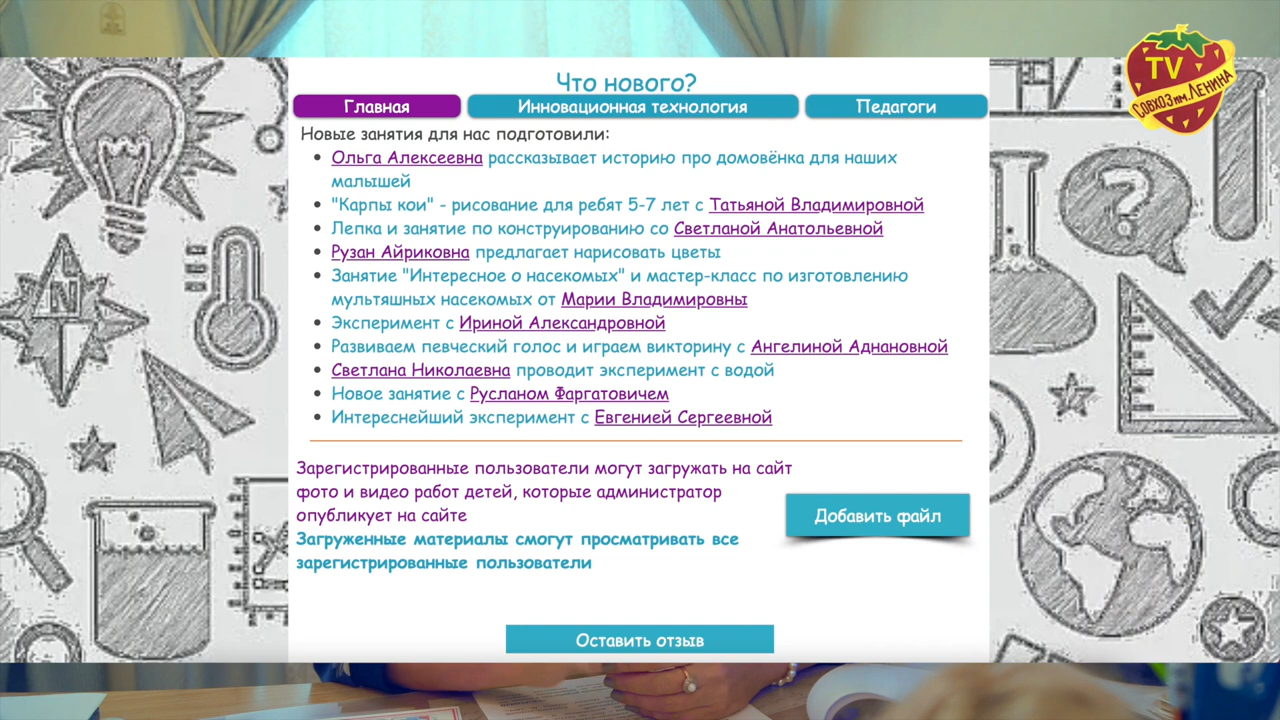 TV
СОВХОЗ им. ЛЕНИНА
Что нового?
Главная
Инновационная технология
Педагоги
Новые занятия для нас подготовили:
Ольга Алексеевна рассказывает историю про домовёнка для наших
малышей
"Карпы кои" - рисование для ребят 5-7 лет с Татьяной Владимировной
Лепка и занятие по конструированию со Светланой Анатольевной
Рузан Айриковна предлагает нарисовать цветы
Занятие "Интересное о насекомых" и мастер-класс по изготовлению
мультяшных насекомых от Марии Владимировны
Эксперимент с Ириной Александровной
Развиваем певческий голос и играем викторину с Ангелиной Аднановной
Светлана Николаевна проводит эксперимент с водой
Новое занятие с Русланом Фаргатовичем
Интереснейший эксперимент с Евгенией Сергеевной
Зарегистрированные пользователи могут загружать на сайт
фото и видео работ детей, которые администратор
опубликует на сайте
Загруженные материалы смогут просматривать все
зарегистрированные пользователи
Добавить файл
Оставить отзыв
N